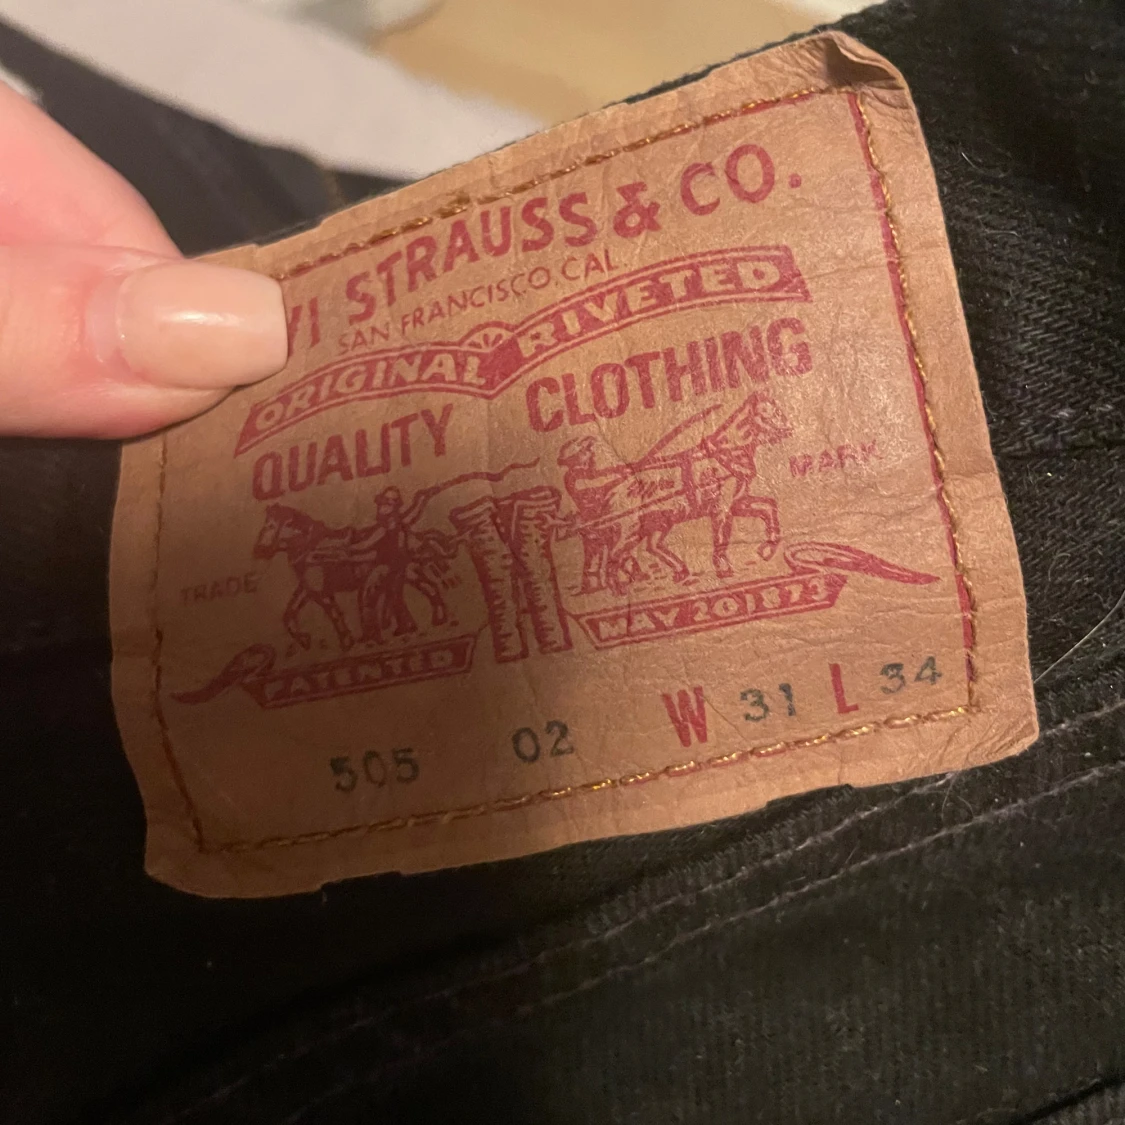 VI STRAUSS & CO.
SAN FRANCISCO, CAL.
ORIGINAL RIVETED
QUALITY CLOTHING
TRADE MARK
PATENTED MAY 20 1873
505 02 W 31 L 34